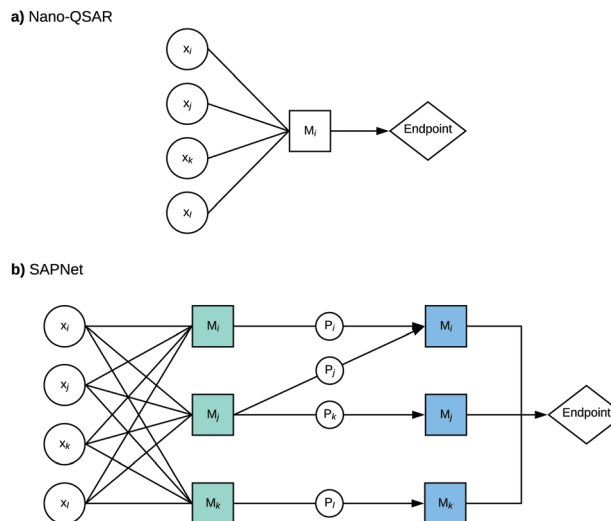 a) Nano-QSAR
xᵢ
xⱼ
xₖ
xₗ
Mᵢ
Endpoint
b) SAPNet
xᵢ
xⱼ
xₖ
xₗ
Mᵢ
Mⱼ
Mₖ
Pᵢ
Pⱼ
Pₖ
Pₗ
Mᵢ
Mⱼ
Mₖ
Endpoint